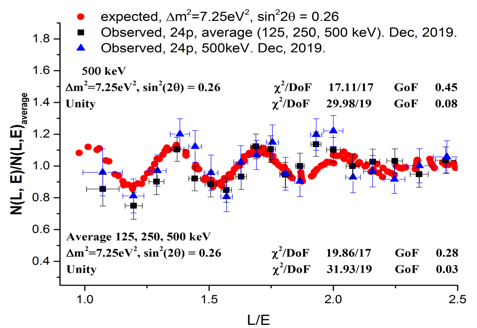 expected, Δm²=7.25eV², sin²2θ = 0.26
Observed, 24p, average (125, 250, 500 keV). Dec, 2019.
Observed, 24p, 500keV. Dec, 2019.
500 keV
Δm²=7.25eV², sin²(2θ) = 0.26 χ²/DoF 17.11/17 GoF 0.45
Unity χ²/DoF 29.98/19 GoF 0.08
Average 125, 250, 500 keV
Δm²=7.25eV², sin²(2θ) = 0.26 χ²/DoF 19.86/17 GoF 0.28
Unity χ²/DoF 31.93/19 GoF 0.03
N(L, E)/N(L,E)average
1.8
1.6
1.4
1.2
1.0
0.8
0.6
0.4
1.0 1.5 2.0 2.5
L/E